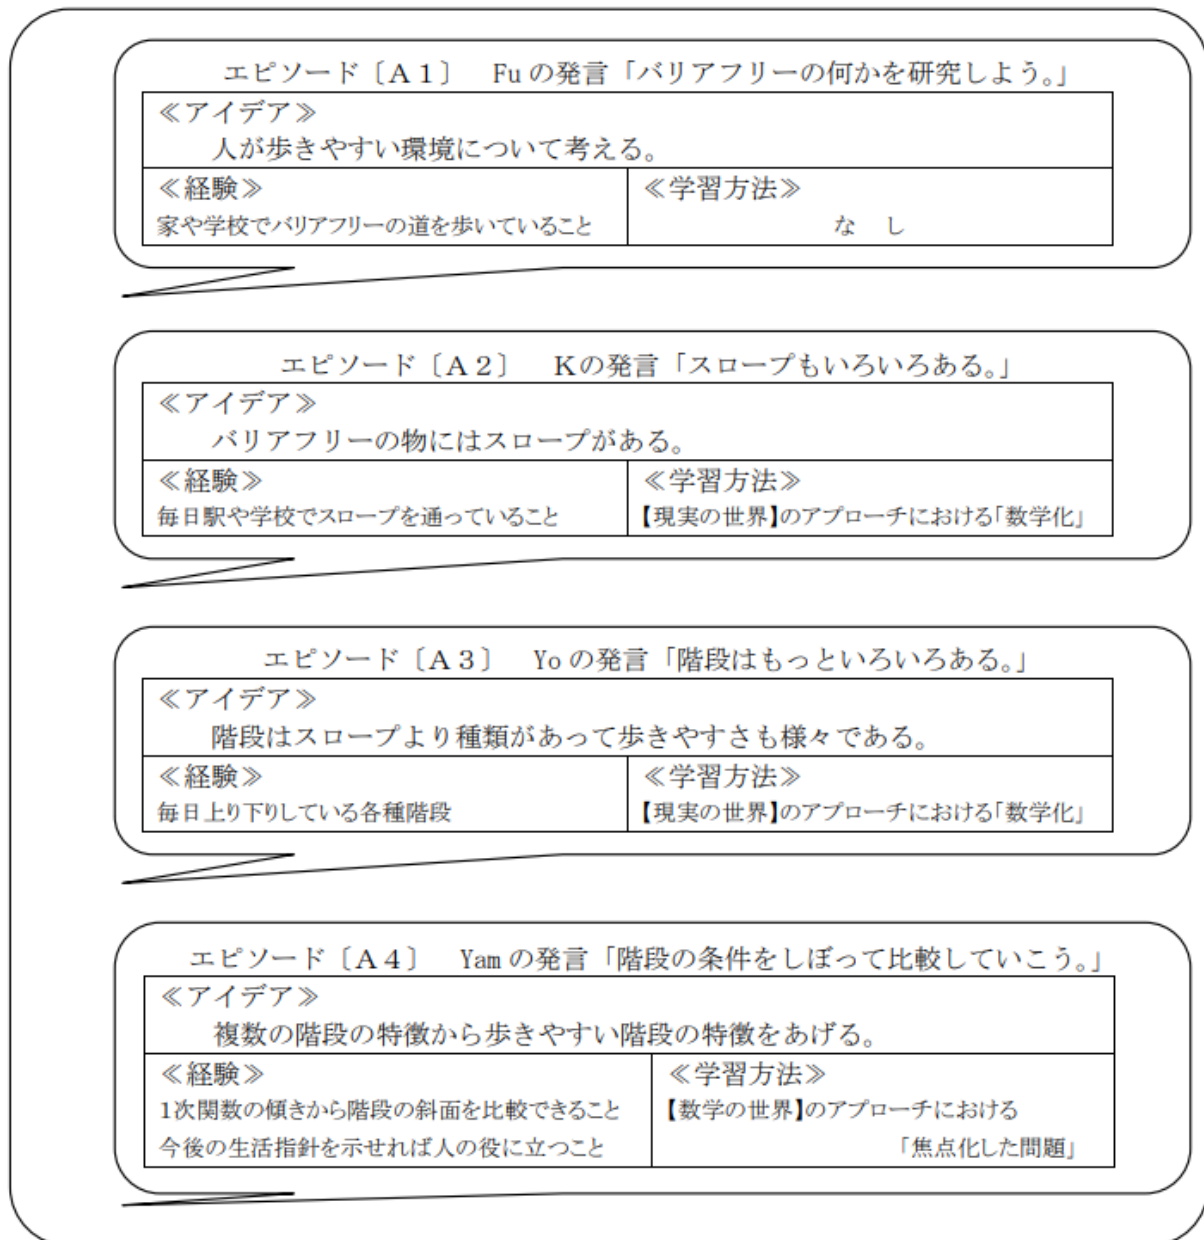 エピソード〔A1〕 Fuの発言「バリアフリーの何かを研究しよう。」
≪アイデア≫
人が歩きやすい環境について考える。
≪経験≫
家や学校でバリアフリーの道を歩いていること
≪学習方法≫
なし
エピソード〔A2〕 Kの発言「スロープもいろいろある。」
≪アイデア≫
バリアフリーの物にはスロープがある。
≪経験≫
毎日駅や学校でスロープを通っていること
≪学習方法≫
【現実の世界】のアプローチにおける「数学化」
エピソード〔A3〕 Yoの発言「階段はもっといろいろある。」
≪アイデア≫
階段はスロープより種類があって歩きやすさも様々である。
≪経験≫
毎日上り下りしている各種階段
≪学習方法≫
【現実の世界】のアプローチにおける「数学化」
エピソード〔A4〕 Yamの発言「階段の条件をしぼって比較していこう。」
≪アイデア≫
複数の階段の特徴から歩きやすい階段の特徴をあげる。
≪経験≫
1次関数の傾きから階段の斜面を比較できること
今後の生活指針を示せれば人の役に立つこと
≪学習方法≫
【数学の世界】のアプローチにおける
「焦点化した問題」